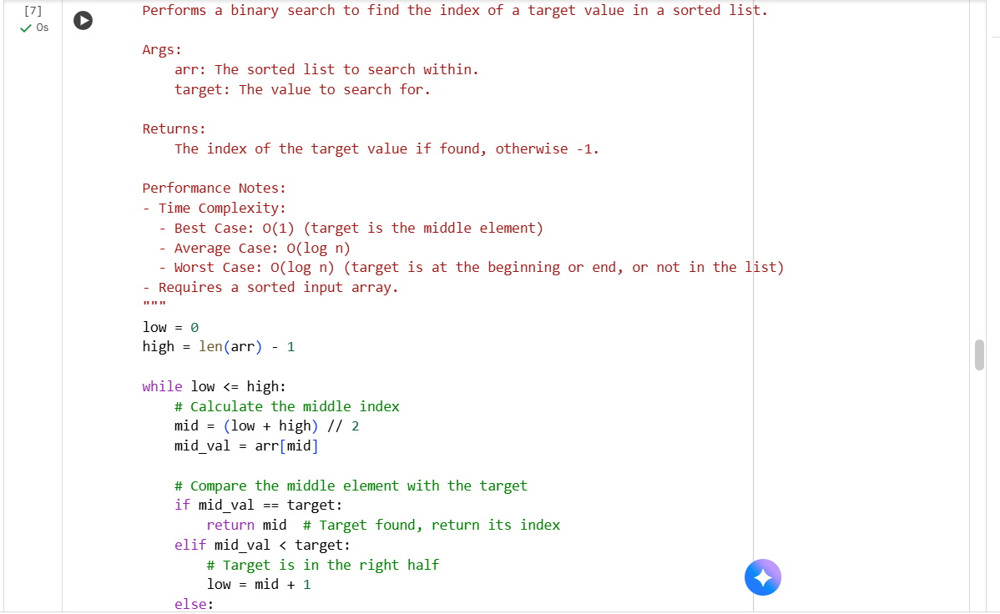 [7]
0s
Performs a binary search to find the index of a target value in a sorted list.
Args:
arr: The sorted list to search within.
target: The value to search for.
Returns:
The index of the target value if found, otherwise -1.
Performance Notes:
- Time Complexity:
- Best Case: O(1) (target is the middle element)
- Average Case: O(log n)
- Worst Case: O(log n) (target is at the beginning or end, or not in the list)
- Requires a sorted input array.
"""
low = 0
high = len(arr) - 1
while low <= high:
# Calculate the middle index
mid = (low + high) // 2
mid_val = arr[mid]
# Compare the middle element with the target
if mid_val == target:
return mid  # Target found, return its index
elif mid_val < target:
# Target is in the right half
low = mid + 1
else: